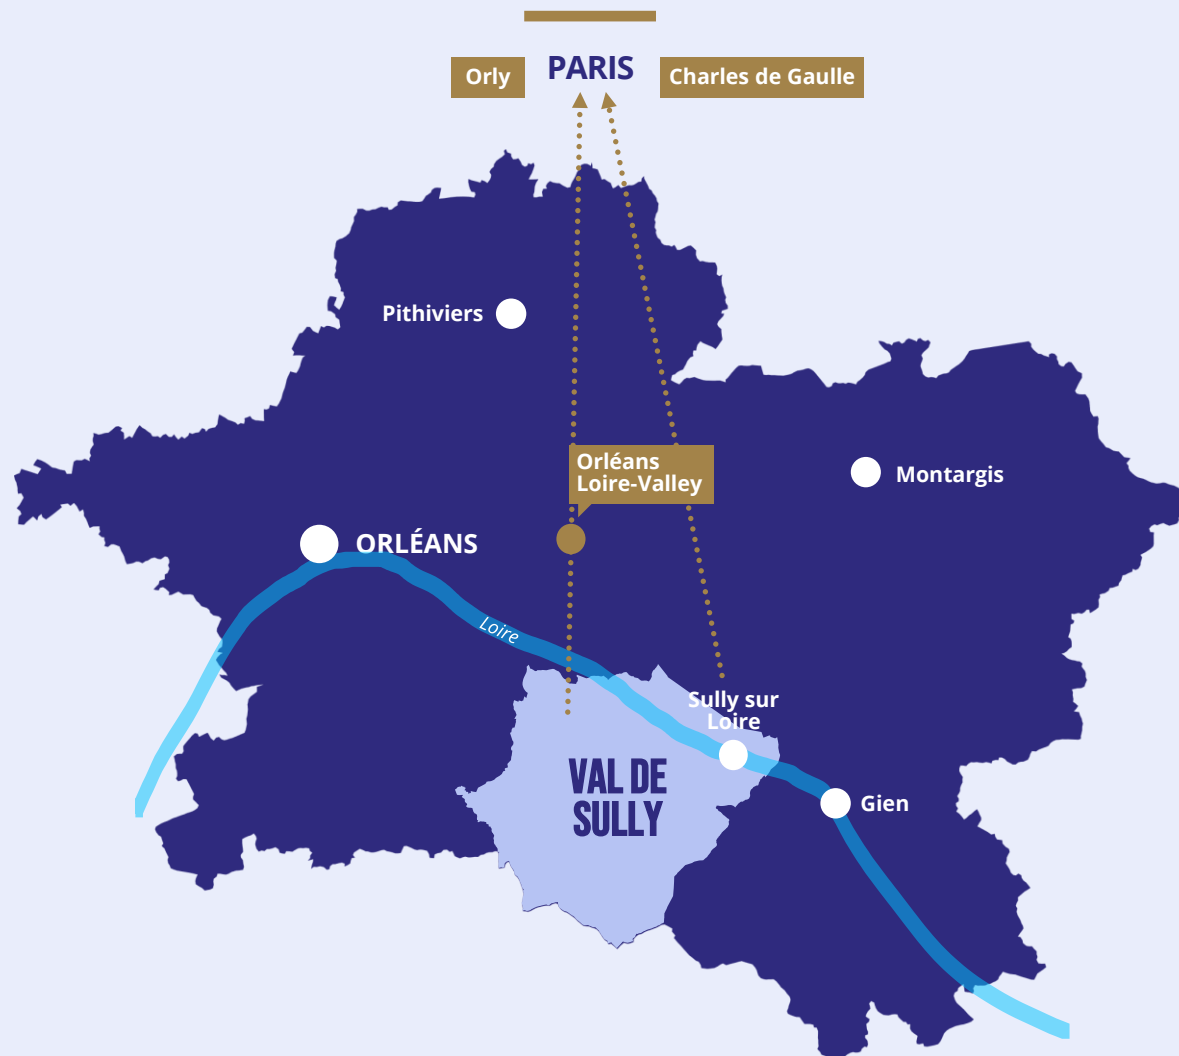 Orly
PARIS
Charles de Gaulle
Pithiviers
Orléans
Loire-Valley
Montargis
ORLÉANS
Loire
Sully sur
Loire
VAL DE
SULLY
Gien